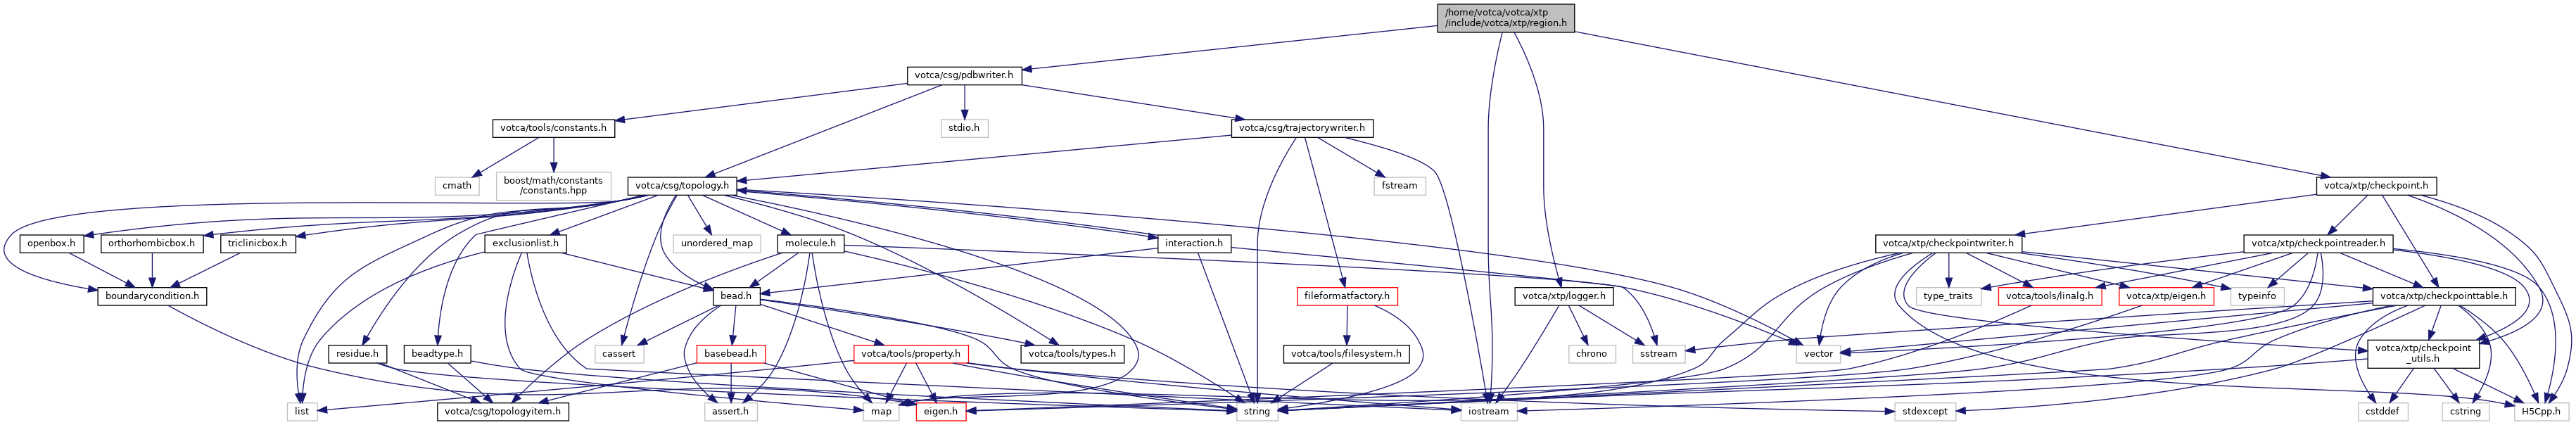 /home/votca/votca/xtp
/include/votca/xtp/region.h
votca/csg/pdbwriter.h
votca/tools/constants.h
stdio.h
votca/csg/trajectorywriter.h
cmath
boost/math/constants
/constants.hpp
votca/csg/topology.h
fstream
votca/xtp/checkpoint.h
openbox.h
orthorhombicbox.h
triclinicbox.h
exclusionlist.h
unordered_map
molecule.h
interaction.h
votca/xtp/checkpointwriter.h
votca/xtp/checkpointreader.h
boundarycondition.h
bead.h
fileformatfactory.h
votca/xtp/logger.h
type_traits
votca/tools/linalg.h
votca/xtp/eigen.h
typeinfo
votca/xtp/checkpointtable.h
residue.h
beadtype.h
cassert
basebead.h
votca/tools/property.h
votca/tools/types.h
votca/tools/filesystem.h
chrono
sstream
vector
votca/xtp/checkpoint
_utils.h
list
votca/csg/topologyitem.h
assert.h
map
eigen.h
string
iostream
stdexcept
cstddef
cstring
H5Cpp.h